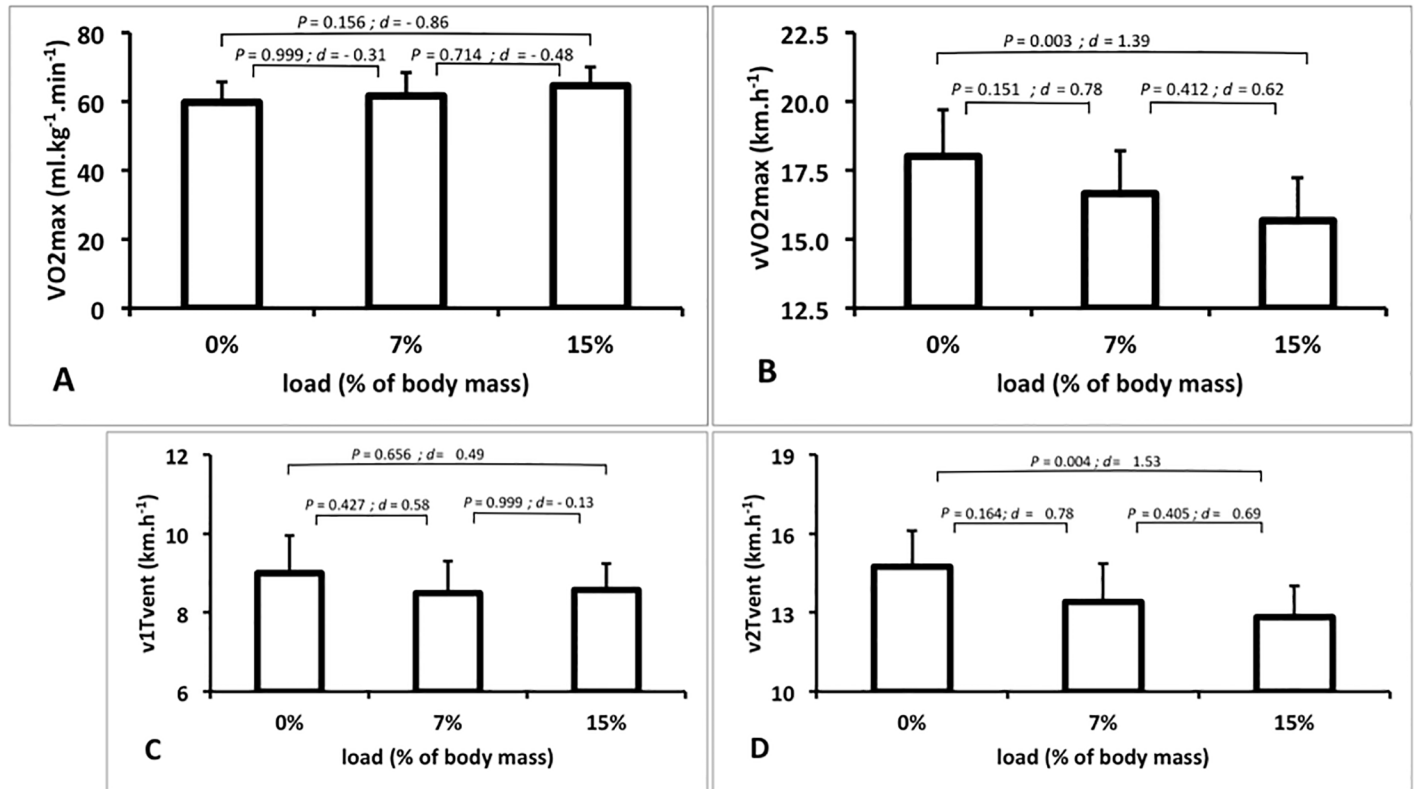 P = 0.156 ; d = - 0.86
P = 0.999 ; d = - 0.31 P = 0.714 ; d = - 0.48
VO2max (ml.kg⁻¹.min⁻¹)
80
60
40
20
0
0% 7% 15%
load (% of body mass)
A
P = 0.003 ; d = 1.39
P = 0.151 ; d = 0.78 P = 0.412 ; d = 0.62
vVO2max (km.h⁻¹)
22.5
20.0
17.5
15.0
12.5
0% 7% 15%
load (% of body mass)
B
P = 0.656 ; d= 0.49
P = 0.427 ; d = 0.58 P = 0.999 ; d= - 0.13
v1Tvent (km.h⁻¹)
12
10
8
6
0% 7% 15%
load (% of body mass)
C
P = 0.004 ; d= 1.53
P = 0.164; d = 0.78 P = 0.405 ; d= 0.69
v2Tvent (km.h⁻¹)
19
16
13
10
0% 7% 15%
load (% of body mass)
D